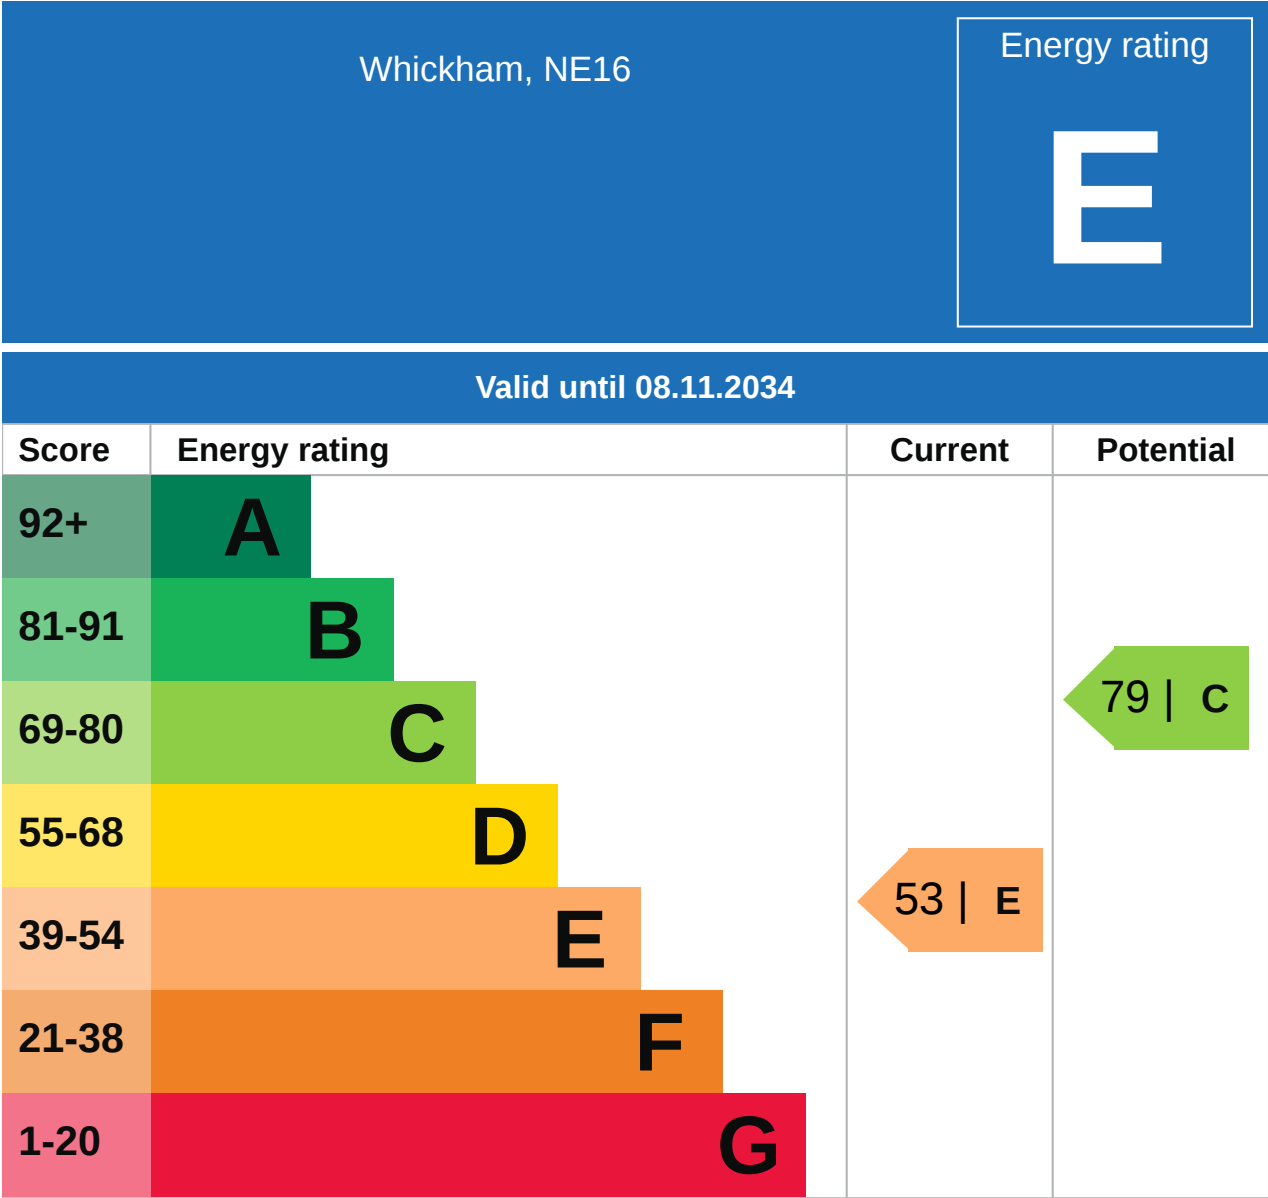 Whickham, NE16
Energy rating
E
Valid until 08.11.2034
Score Energy rating Current Potential
92+ A
81-91 B
69-80 C
79 | C
55-68 D
39-54 E
53 | E
21-38 F
1-20 G